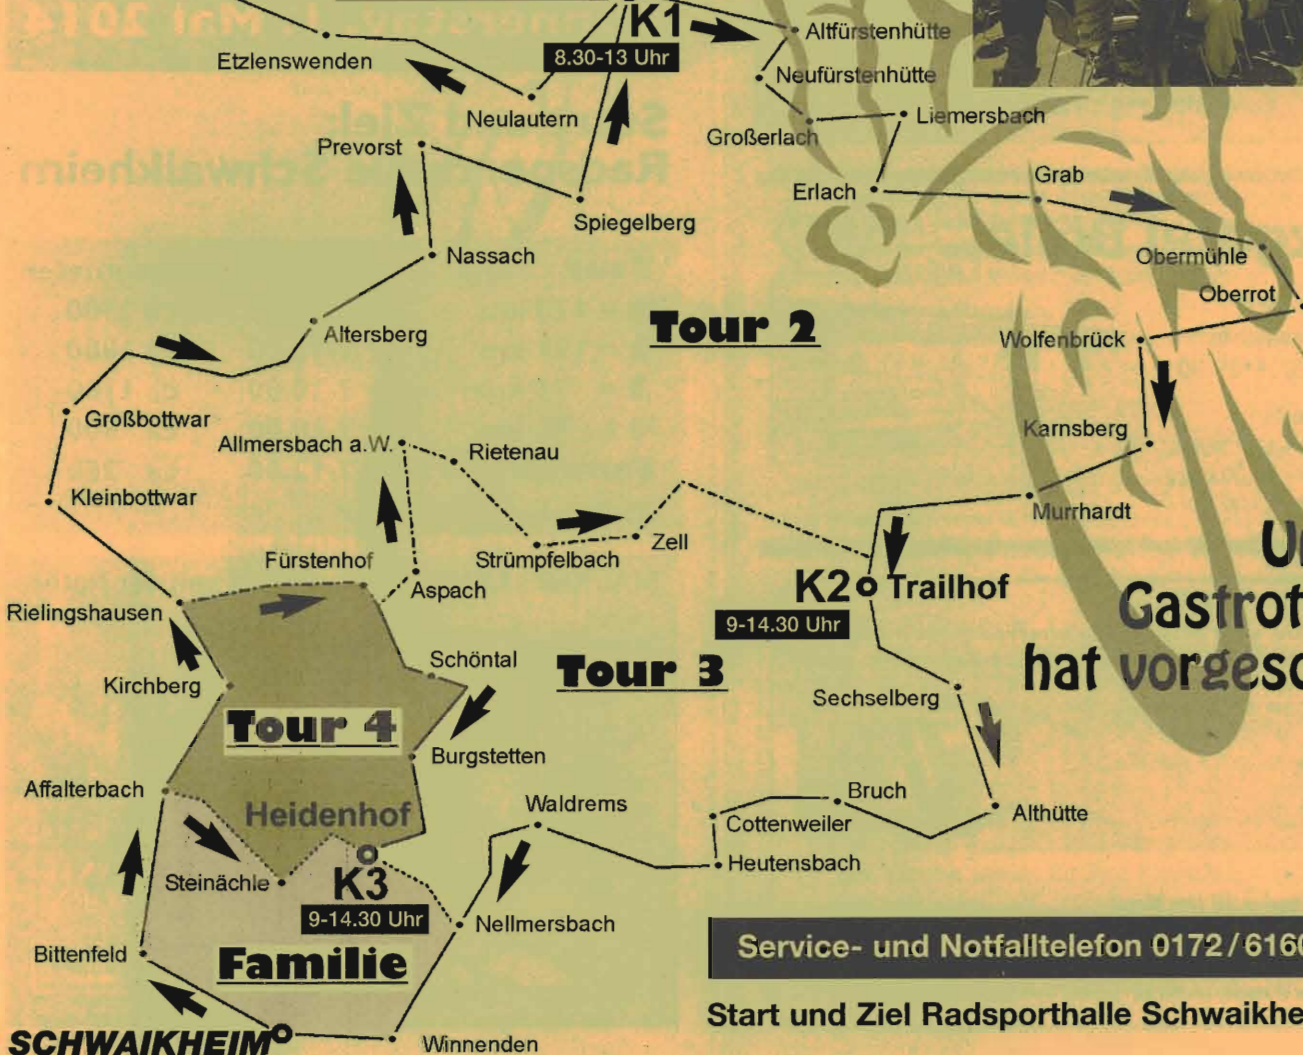 K1
8.30-13 Uhr
Altfürstenhütte
Etzlenswenden
Neufürstenhütte
Neulautern
Liemersbach
Großerlach
Prevorst
Grab
Erlach
Spiegelberg
Nassach
Obermühle
Oberrot
Tour 2
Altersberg
Wolfenbrück
Großbottwar
Karnsberg
Allmersbach a.W.
Rietenau
Kleinbottwar
Murrhardt
Zell
Strümpfelbach
Fürstenhof
Aspach
K2 Trailhof
9-14.30 Uhr
Gastrot
Rielingshausen
Schöntal
Tour 3
hat vorgesc
Kirchberg
Sechselberg
Tour 4
Burgstetten
Affalterbach
Bruch
Waldrems
Heidenhof
Althütte
Cottenweiler
Heutensbach
Steinächle
K3
9-14.30 Uhr
Nellmersbach
Service- und Notfalltelefon 0172/6160
Bittenfeld
Familie
Start und Ziel Radsporthalle Schwaikhe
SCHWAIKHEIM
Winnenden